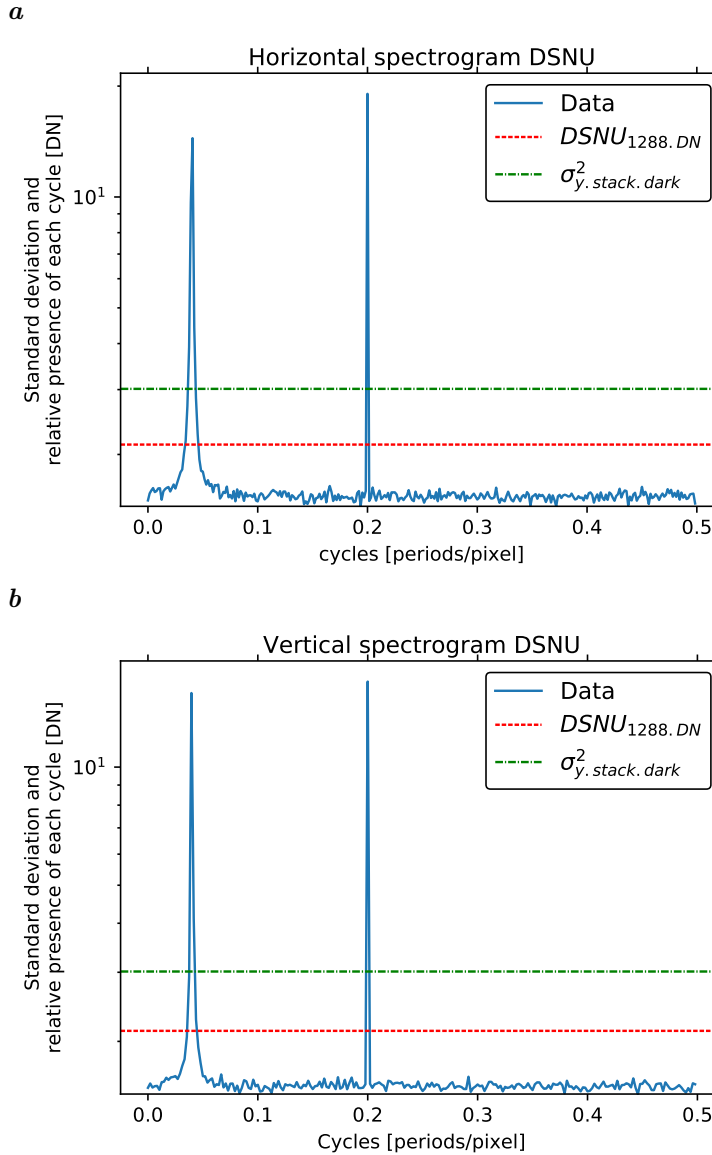 a
Horizontal spectrogram DSNU
Standard deviation and
relative presence of each cycle [DN]
10¹
Data
DSNU₁₂₈₈.DN
σ²y.stack.dark
0.0 0.1 0.2 0.3 0.4 0.5
cycles [periods/pixel]
b
Vertical spectrogram DSNU
Standard deviation and
relative presence of each cycle [DN]
10¹
Data
DSNU₁₂₈₈.DN
σ²y.stack.dark
0.0 0.1 0.2 0.3 0.4 0.5
Cycles [periods/pixel]